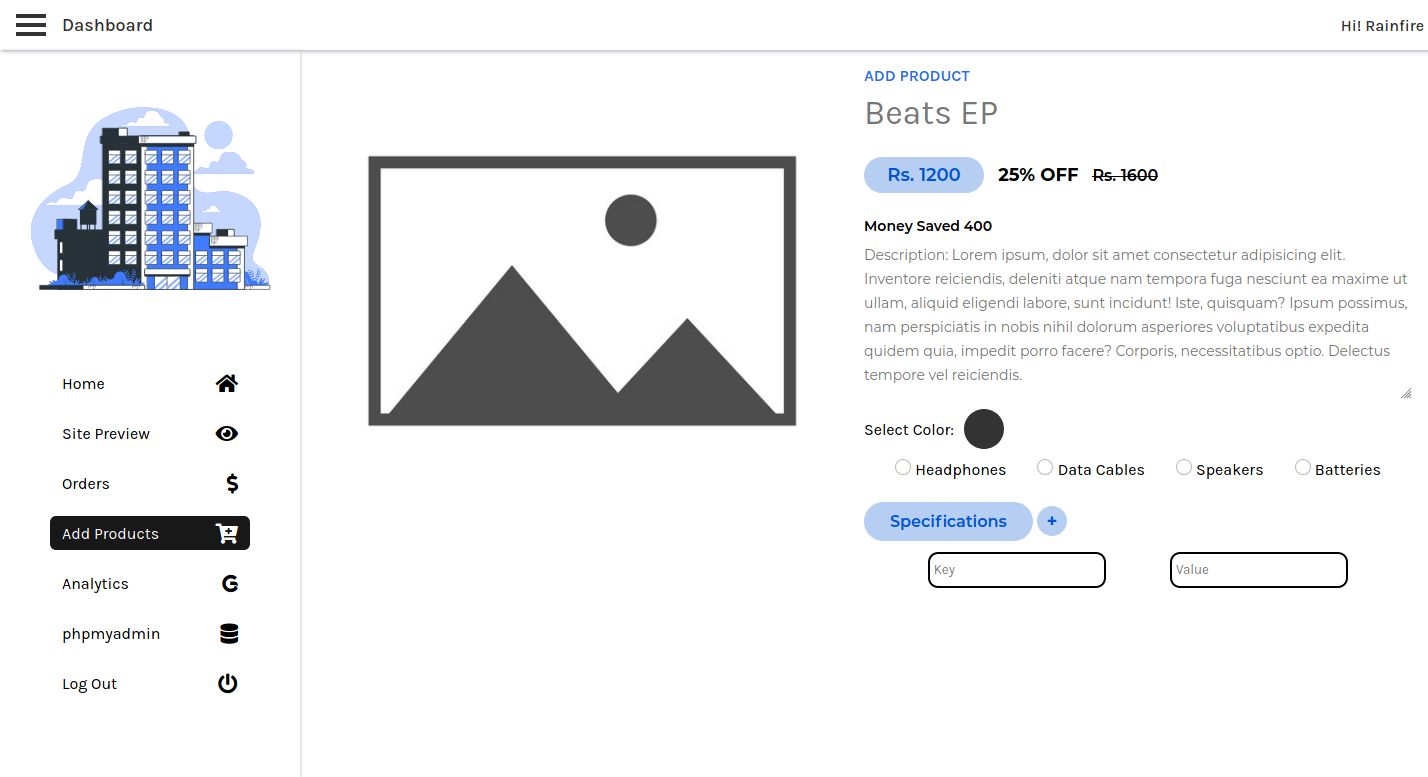 Dashboard
Hi! Rainfire
Home
Site Preview
Orders
Add Products
Analytics
phpmyadmin
Log Out
ADD PRODUCT
Beats EP
Rs. 1200 25% OFF Rs. 1600
Money Saved 400
Description: Lorem ipsum, dolor sit amet consectetur adipisicing elit.
Inventore reiciendis, deleniti atque nam tempora fuga nesciunt ea maxime ut
ullam, aliquid eligendi labore, sunt incidunt! Iste, quisquam? Ipsum possimus,
nam perspiciatis in nobis nihil dolorum asperiores voluptatibus expedita
quidem quia, impedit porro facere? Corporis, necessitatibus optio. Delectus
tempore vel reiciendis.
Select Color:
Headphones Data Cables Speakers Batteries
Specifications +
Key Value